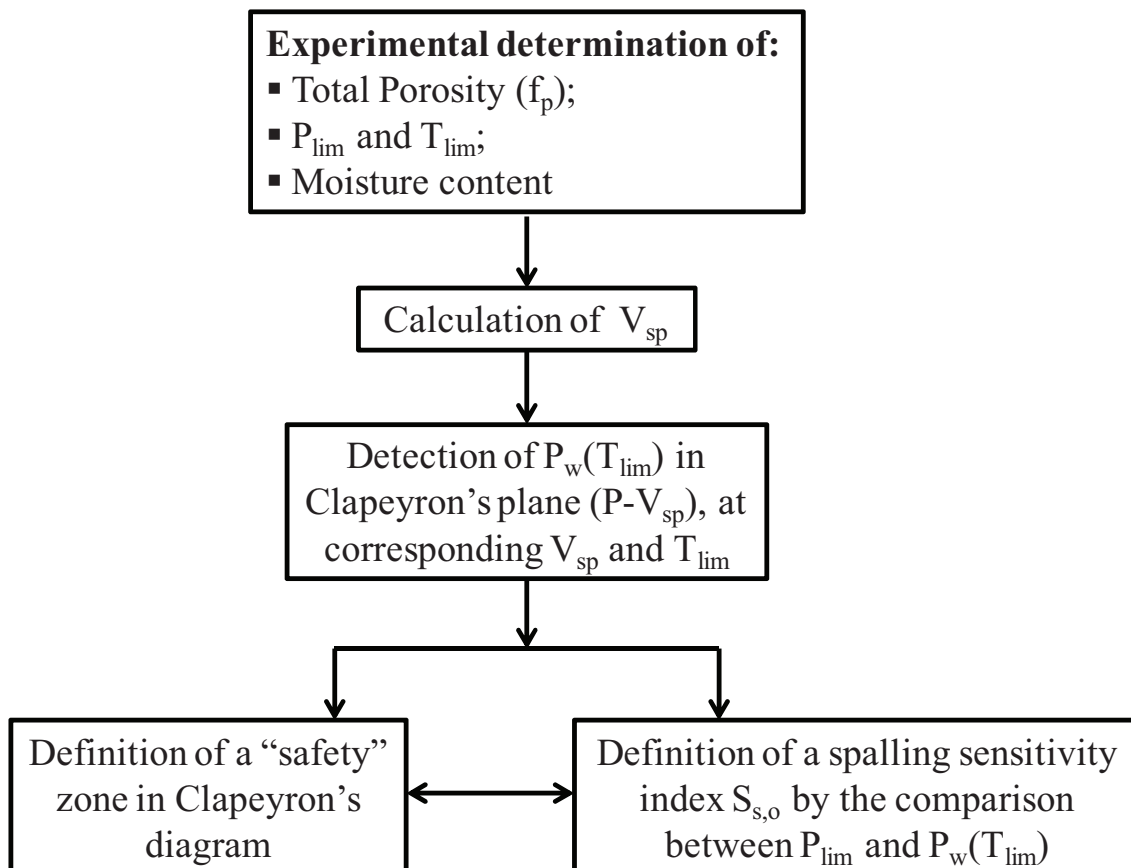 Experimental determination of:
▪ Total Porosity (fp);
▪ Plim and Tlim;
▪ Moisture content
Calculation of Vsp
Detection of Pw(Tlim) in
Clapeyron's plane (P-Vsp), at
corresponding Vsp and Tlim
Definition of a “safety”
zone in Clapeyron's
diagram
Definition of a spalling sensitivity
index Ss,o by the comparison
between Plim and Pw(Tlim)